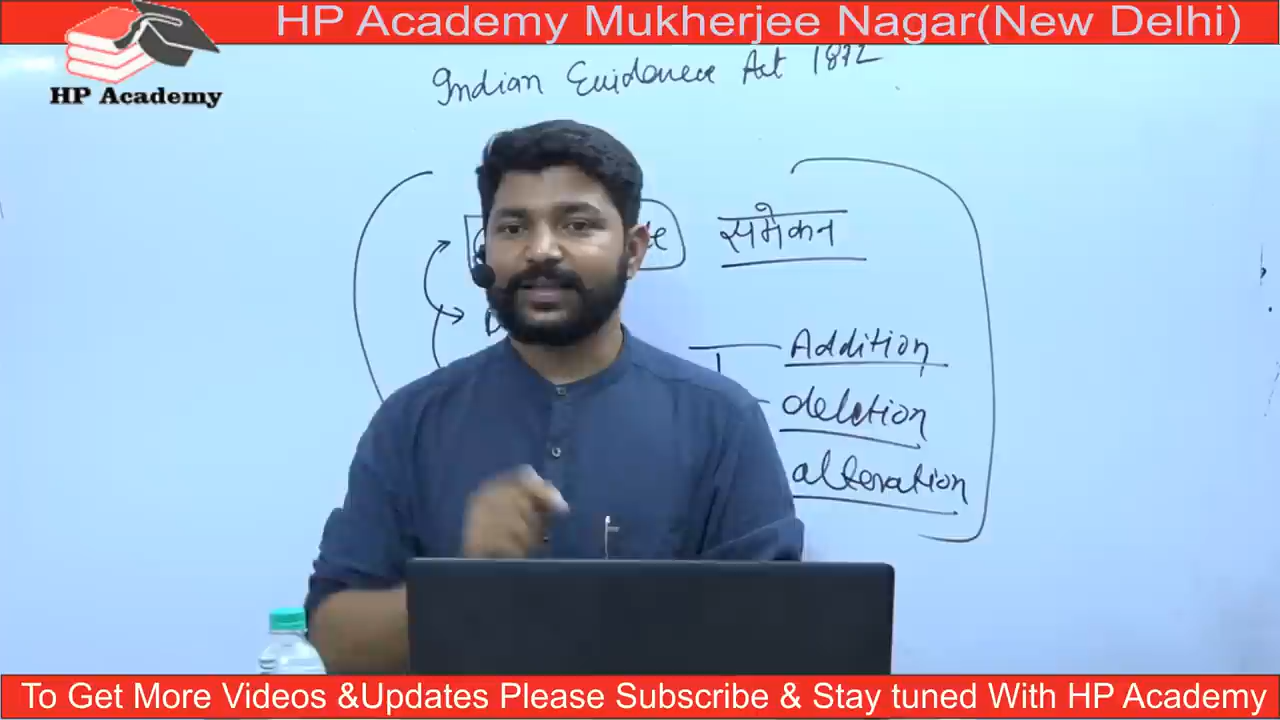 HP Academy Mukherjee Nagar(New Delhi)
HP Academy
Indian Evidence Act 1872
समेकन
Addition
deletion
alteration
To Get More Videos &Updates Please Subscribe & Stay tuned With HP Academy